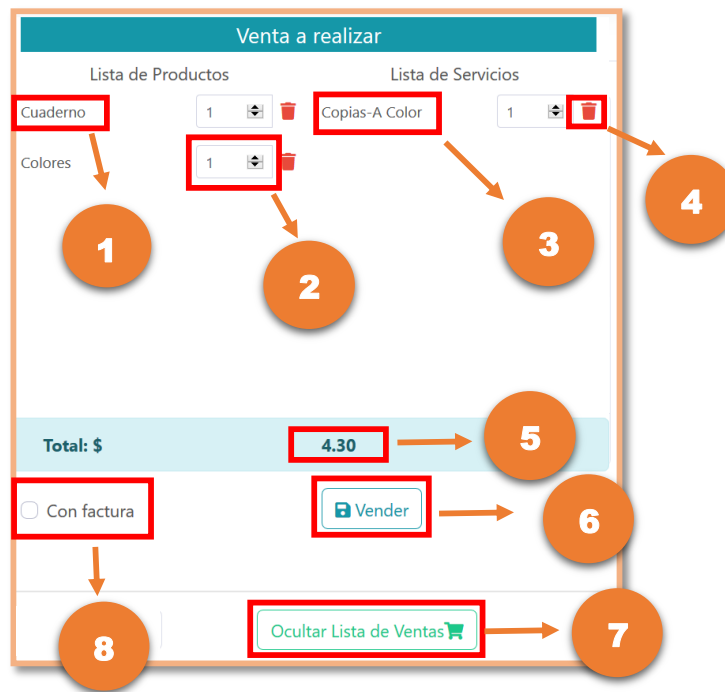 Venta a realizar
Lista de Productos Lista de Servicios
Cuaderno 1 Copias-A Color 1
Colores 1
1 2 3 4
Total: $ 4.30 5
Con factura Vender 6
Ocultar Lista de Ventas 7
8